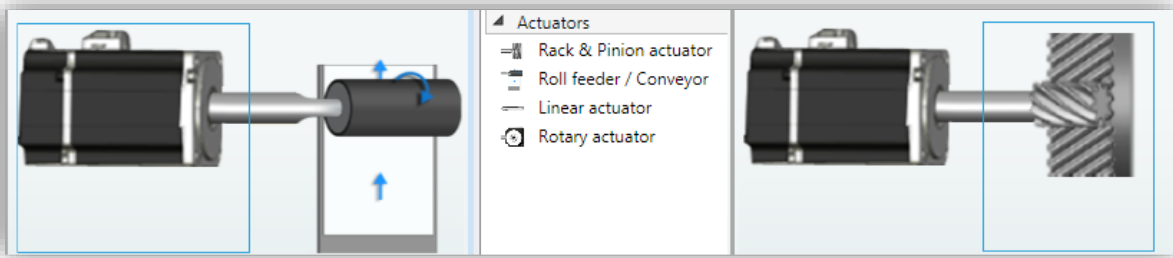 Actuators
Rack & Pinion actuator
Roll feeder / Conveyor
Linear actuator
Rotary actuator